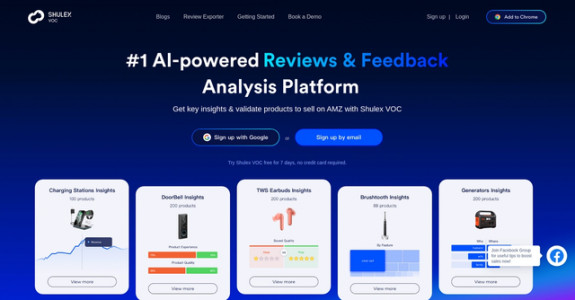 SHULEX
VOC
Blogs
Review Exporter
Getting Started
Book a Demo
Sign up |
Login
Add to Chrome
#1 AI-powered Reviews & Feedback
Analysis Platform
Get key insights & validate products to sell on AMZ with Shulex VOC
Sign up with Google
or
Sign up by email
Try Shulex VOC free for 7 days, no credit card required.
Charging Stations Insights
100 products
View more
DoorBell Insights
200 products
Product Experience
Product Quality
View more
TWS Earbuds Insights
200 products
Sound Quality
View more
Brushtooth Insights
By Feature
View more
Generators Insights
200 products
Who
Where
View more
Join Facebook Group
for useful tips to boost
sales now!